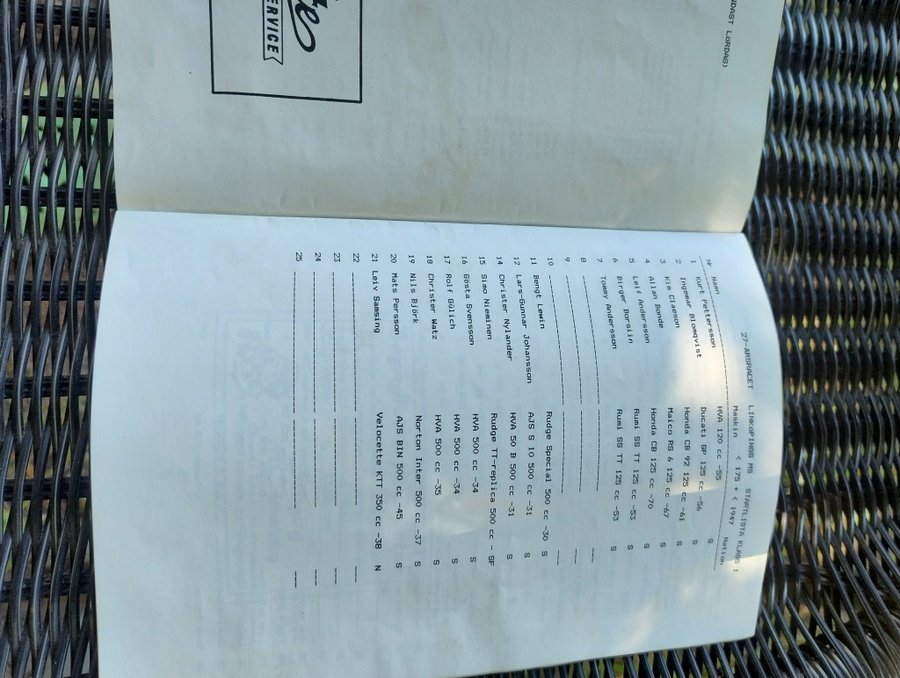 NDAST LÖRDAG)
te
ERVICE
27-ÅRSRACET LINKÖPINGS MS STARTLISTA KLASS 1
< 175 + < 1947
Nr Namn Maskin Nation
1 Kurt Pettersson HVA 120 cc -55 S
2 Ingemar Blomqvist Ducati GP 125 cc -56 S
3 Kim Claeson Honda CB 92 125 cc -61 S
4 Allan Bonde Maico RS 6 125 cc -67 S
5 Leif Andersson Honda CB 125 cc -70 S
6 Birger Rumi SS TT 125 cc -53 S
7 Tommy Andersson Rumi SS TT 125 cc -53 S
8
9
10
11 Bengt Lewin Rudge Special 500 cc -30 S
12 Lars-Gunnar Johansson AJS S 10 500 cc -31 S
14 Christer Nylander HVA 50 B 500 cc -31 S
15 Simo Nieminen Rudge TT-replica 500 cc - SF
16 Gösta Svensson HVA 500 cc -34 S
17 Rolf Gülich HVA 500 cc -34 S
18 Christer Watz HVA 500 cc -35 S
19 Nils Björk Norton Inter 500 cc -37 S
20 Mats Persson AJS BIN 500 cc -45 S
21 Leiv Samsing Velocette KTT 350 cc -38 N
22
23
24
25